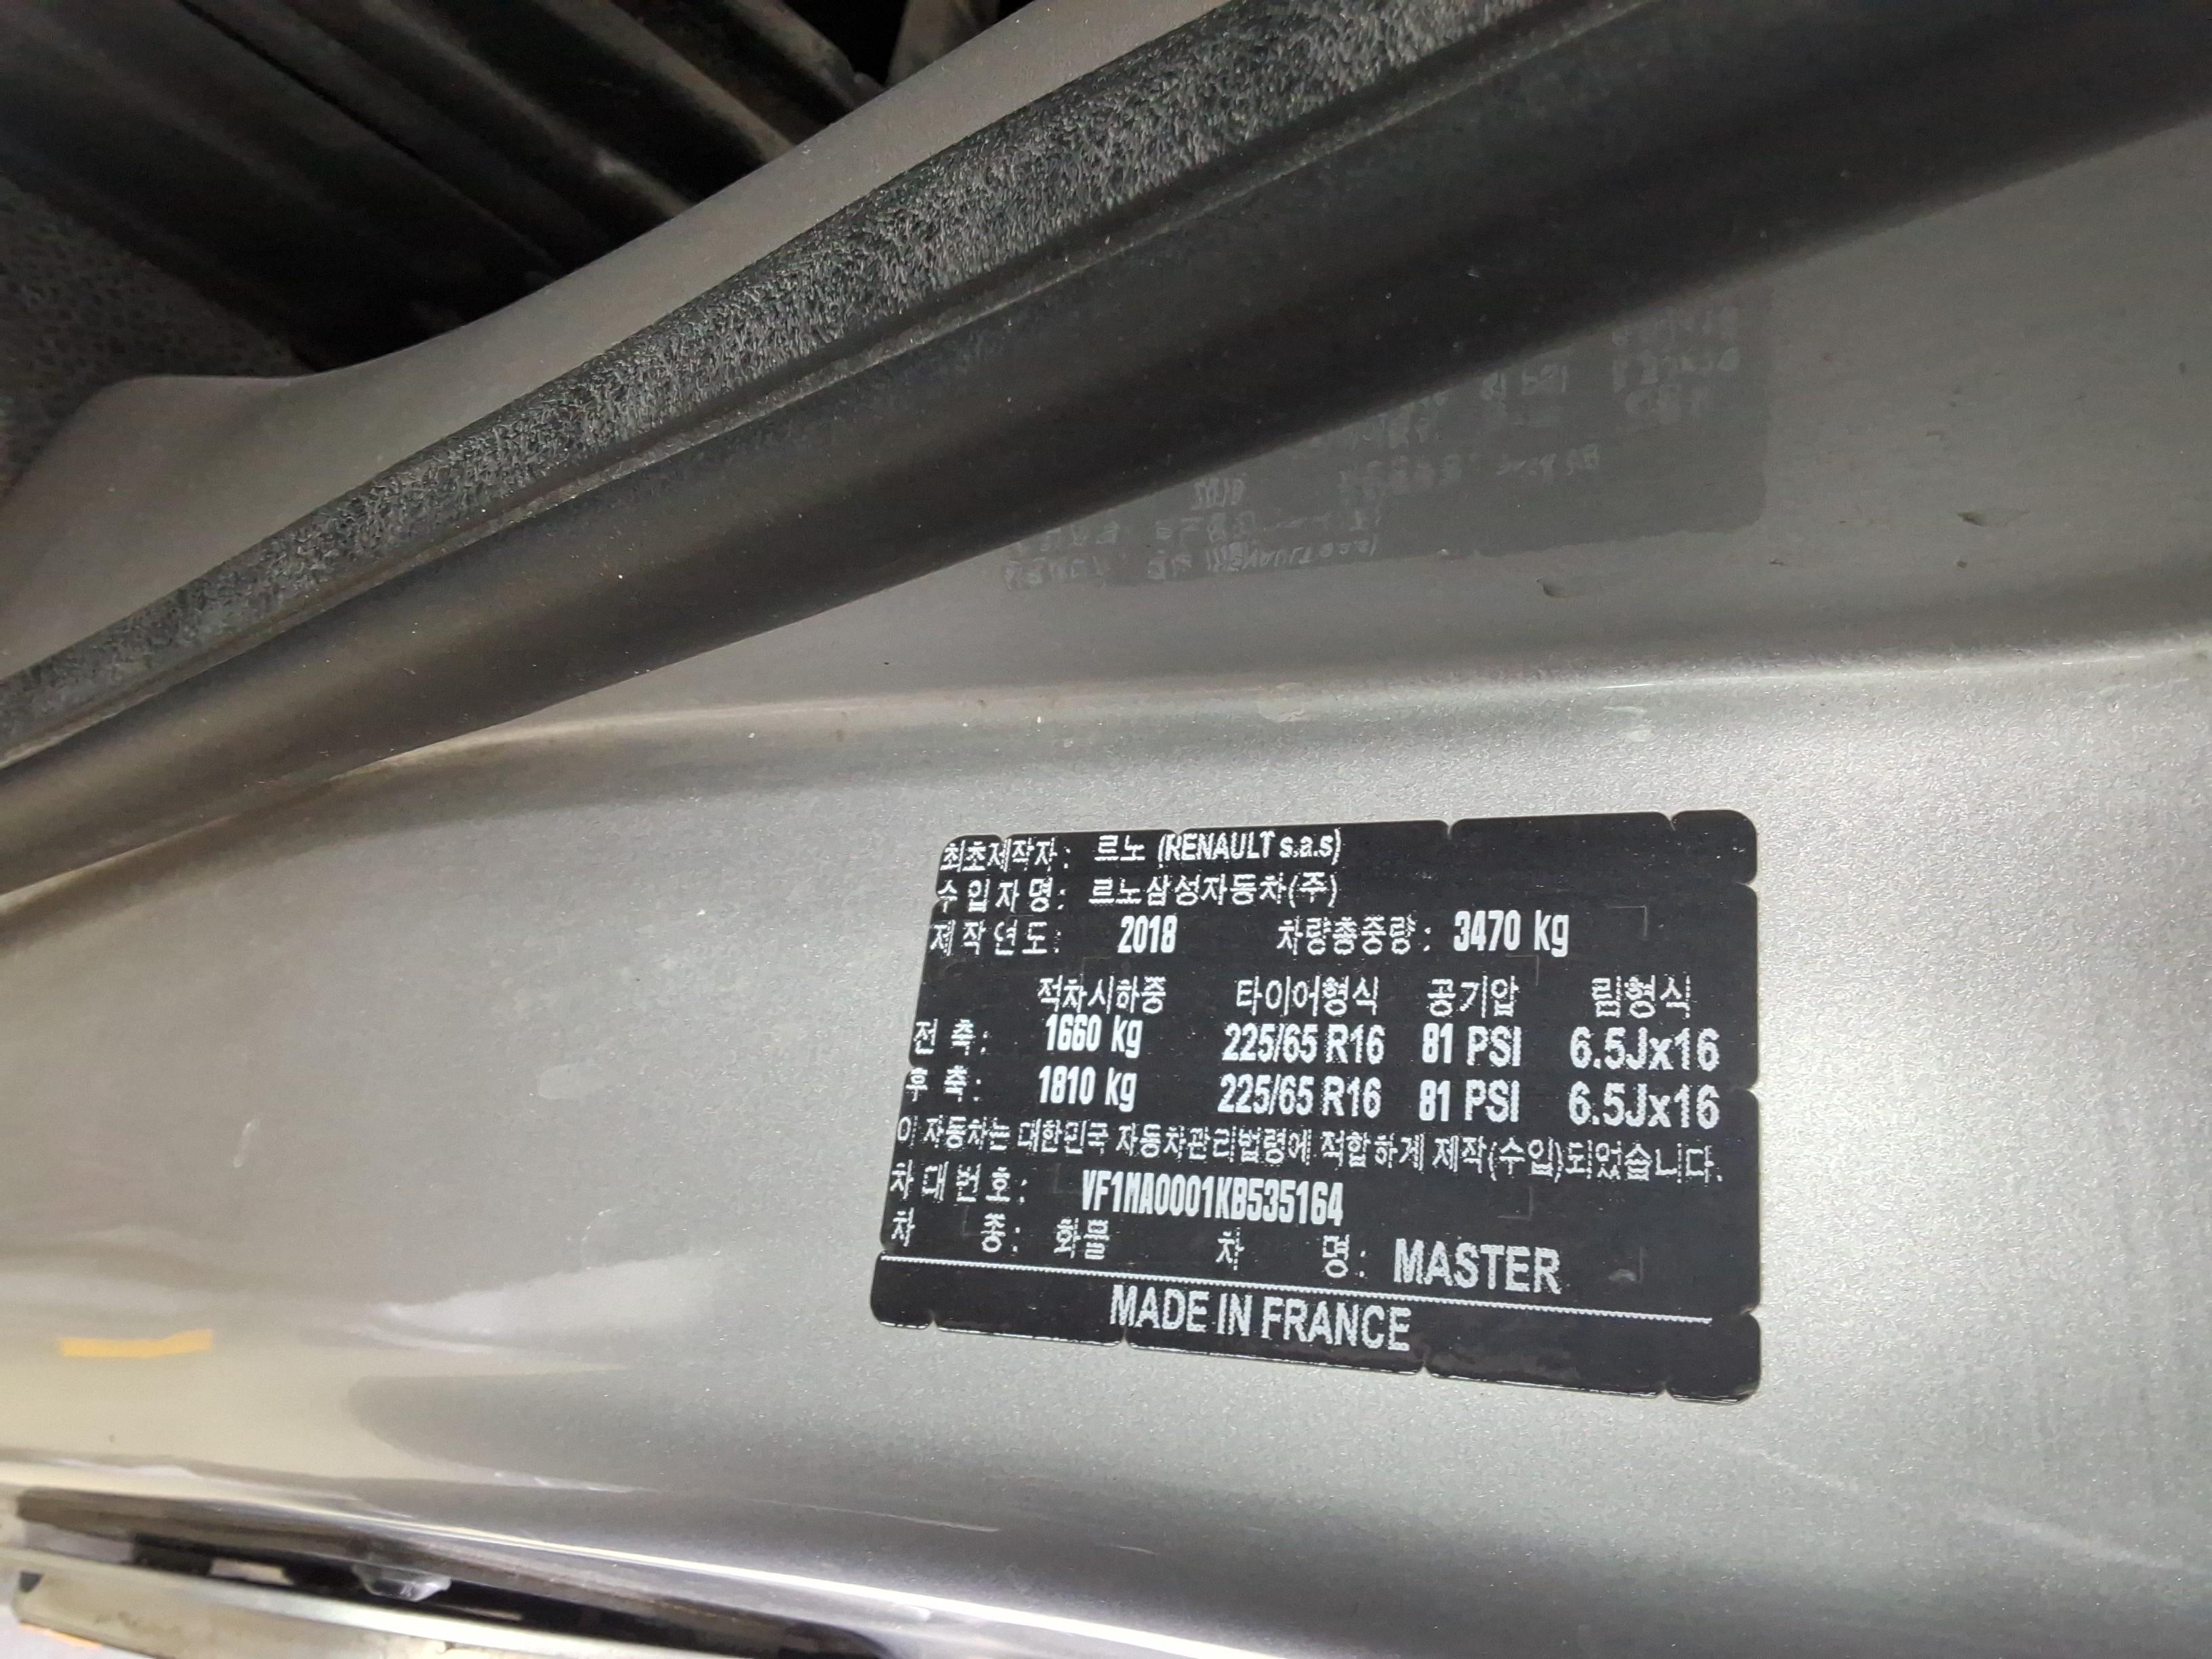 최초제작자: 르노 (RENAULT s.a.s)
수입자명: 르노삼성자동차(주)
제작연도: 2018 차량총중량: 3470 kg
적차시하중 타이어형식 공기압 림형식
전 축: 1660 kg 225/65 R16 81 PSI 6.5Jx16
후 축: 1810 kg 225/65 R16 81 PSI 6.5Jx16
이 자동차는 대한민국 자동차관리법령에 적합하게 제작(수입)되었습니다.
차대번호: VF1MA0001KB535164
차 종: 화물 차 명: MASTER
MADE IN FRANCE